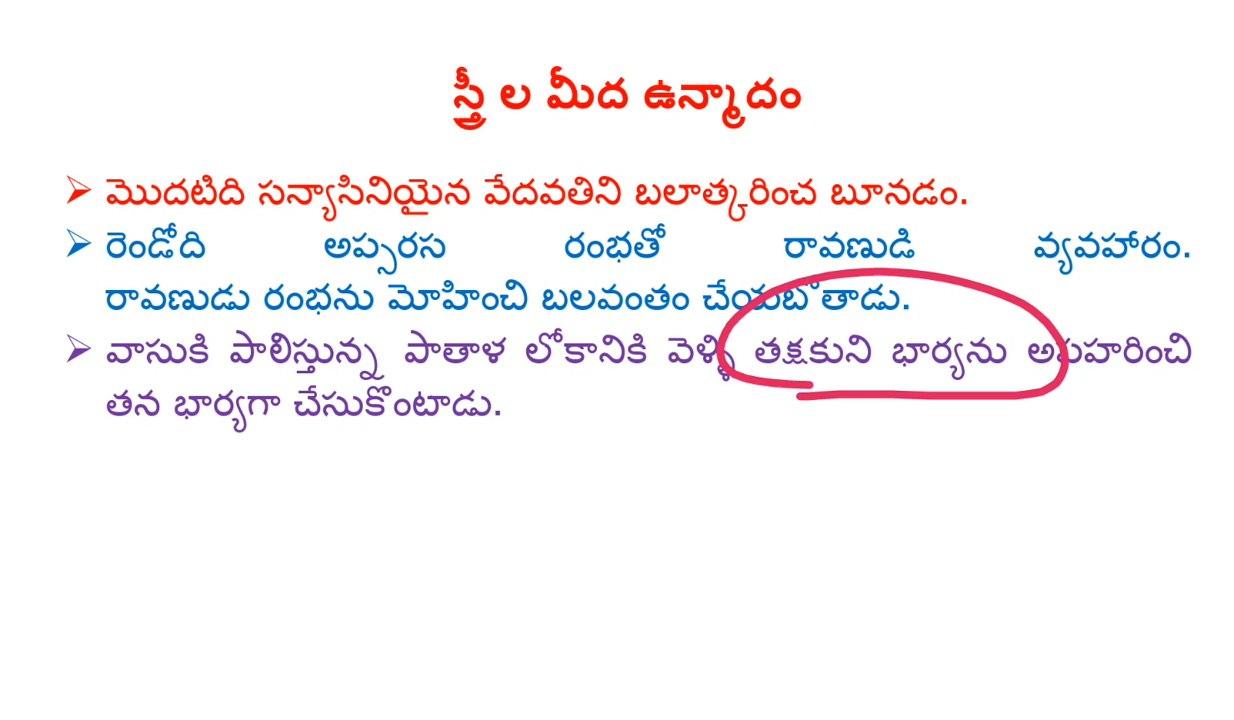 స్త్రీ ల మీద ఉన్మాదం
➢ మొదటిది సన్యాసినియైన వేదవతిని బలాత్కరించ బూనడం.
➢ రెండోది అప్సరస రంభతో రావణుడి వ్యవహారం.
రావణుడు రంభను మోహించి బలవంతం చేయబోతాడు.
➢ వాసుకి పాలిస్తున్న పాతాళ లోకానికి వెళ్ళి తక్షకుని భార్యను అపహరించి
తన భార్యగా చేసుకొంటాడు.